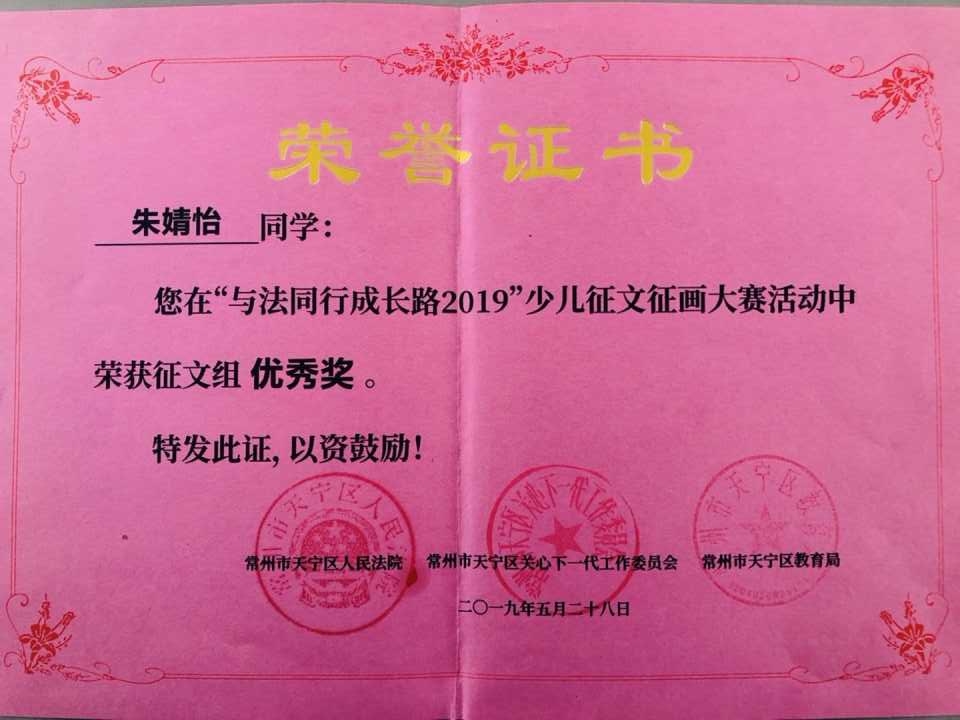 荣誉证书
朱婧怡 同学：
您在“与法同行成长路2019”少儿征文征画大赛活动中
荣获征文组 优秀奖 。
特发此证, 以资鼓励！
常州市天宁区人民法院 常州市天宁区关心下一代工作委员会 常州市天宁区教育局
二〇一九年五月二十八日